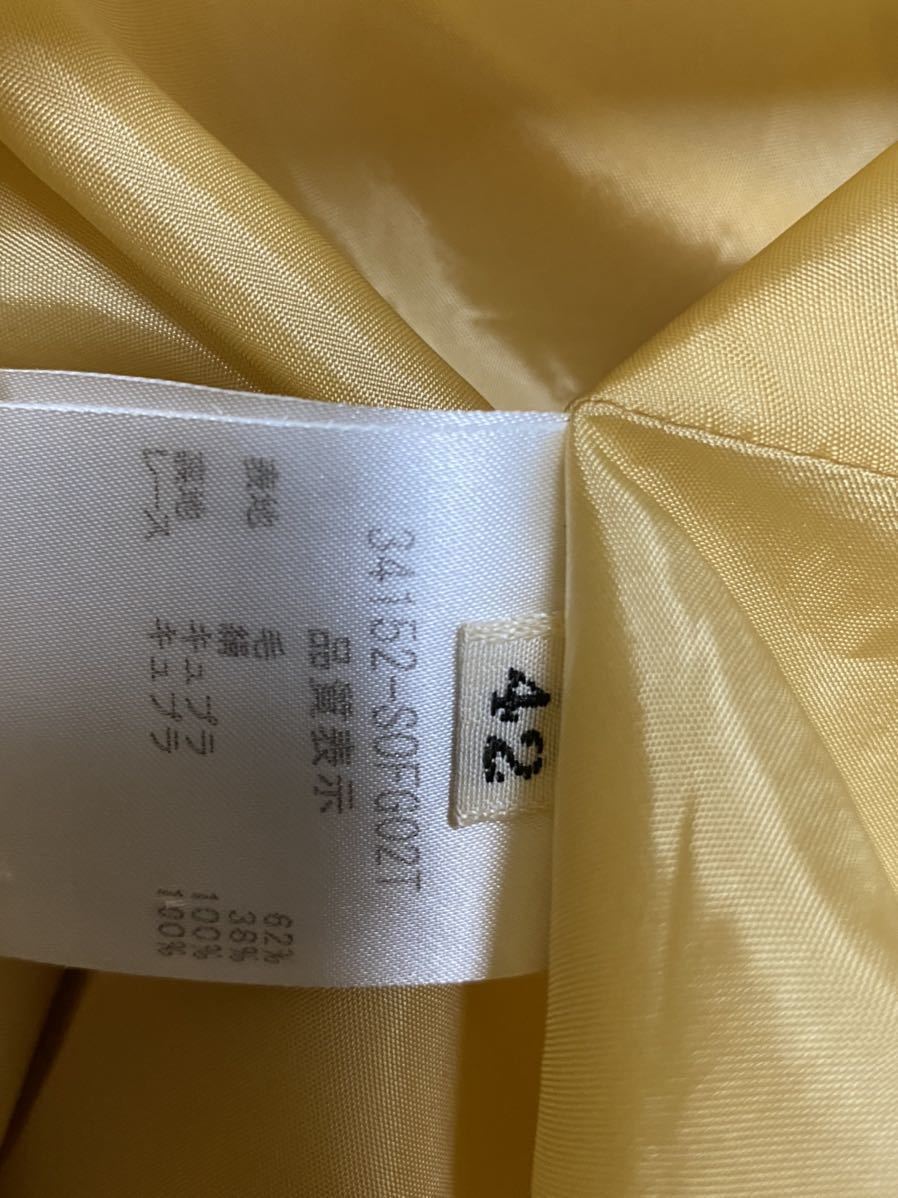 42
34152-SOFG02T
品質表示
表地 毛 62%
絹 38%
裏地 キュプラ 100%
レース キュプラ 100%